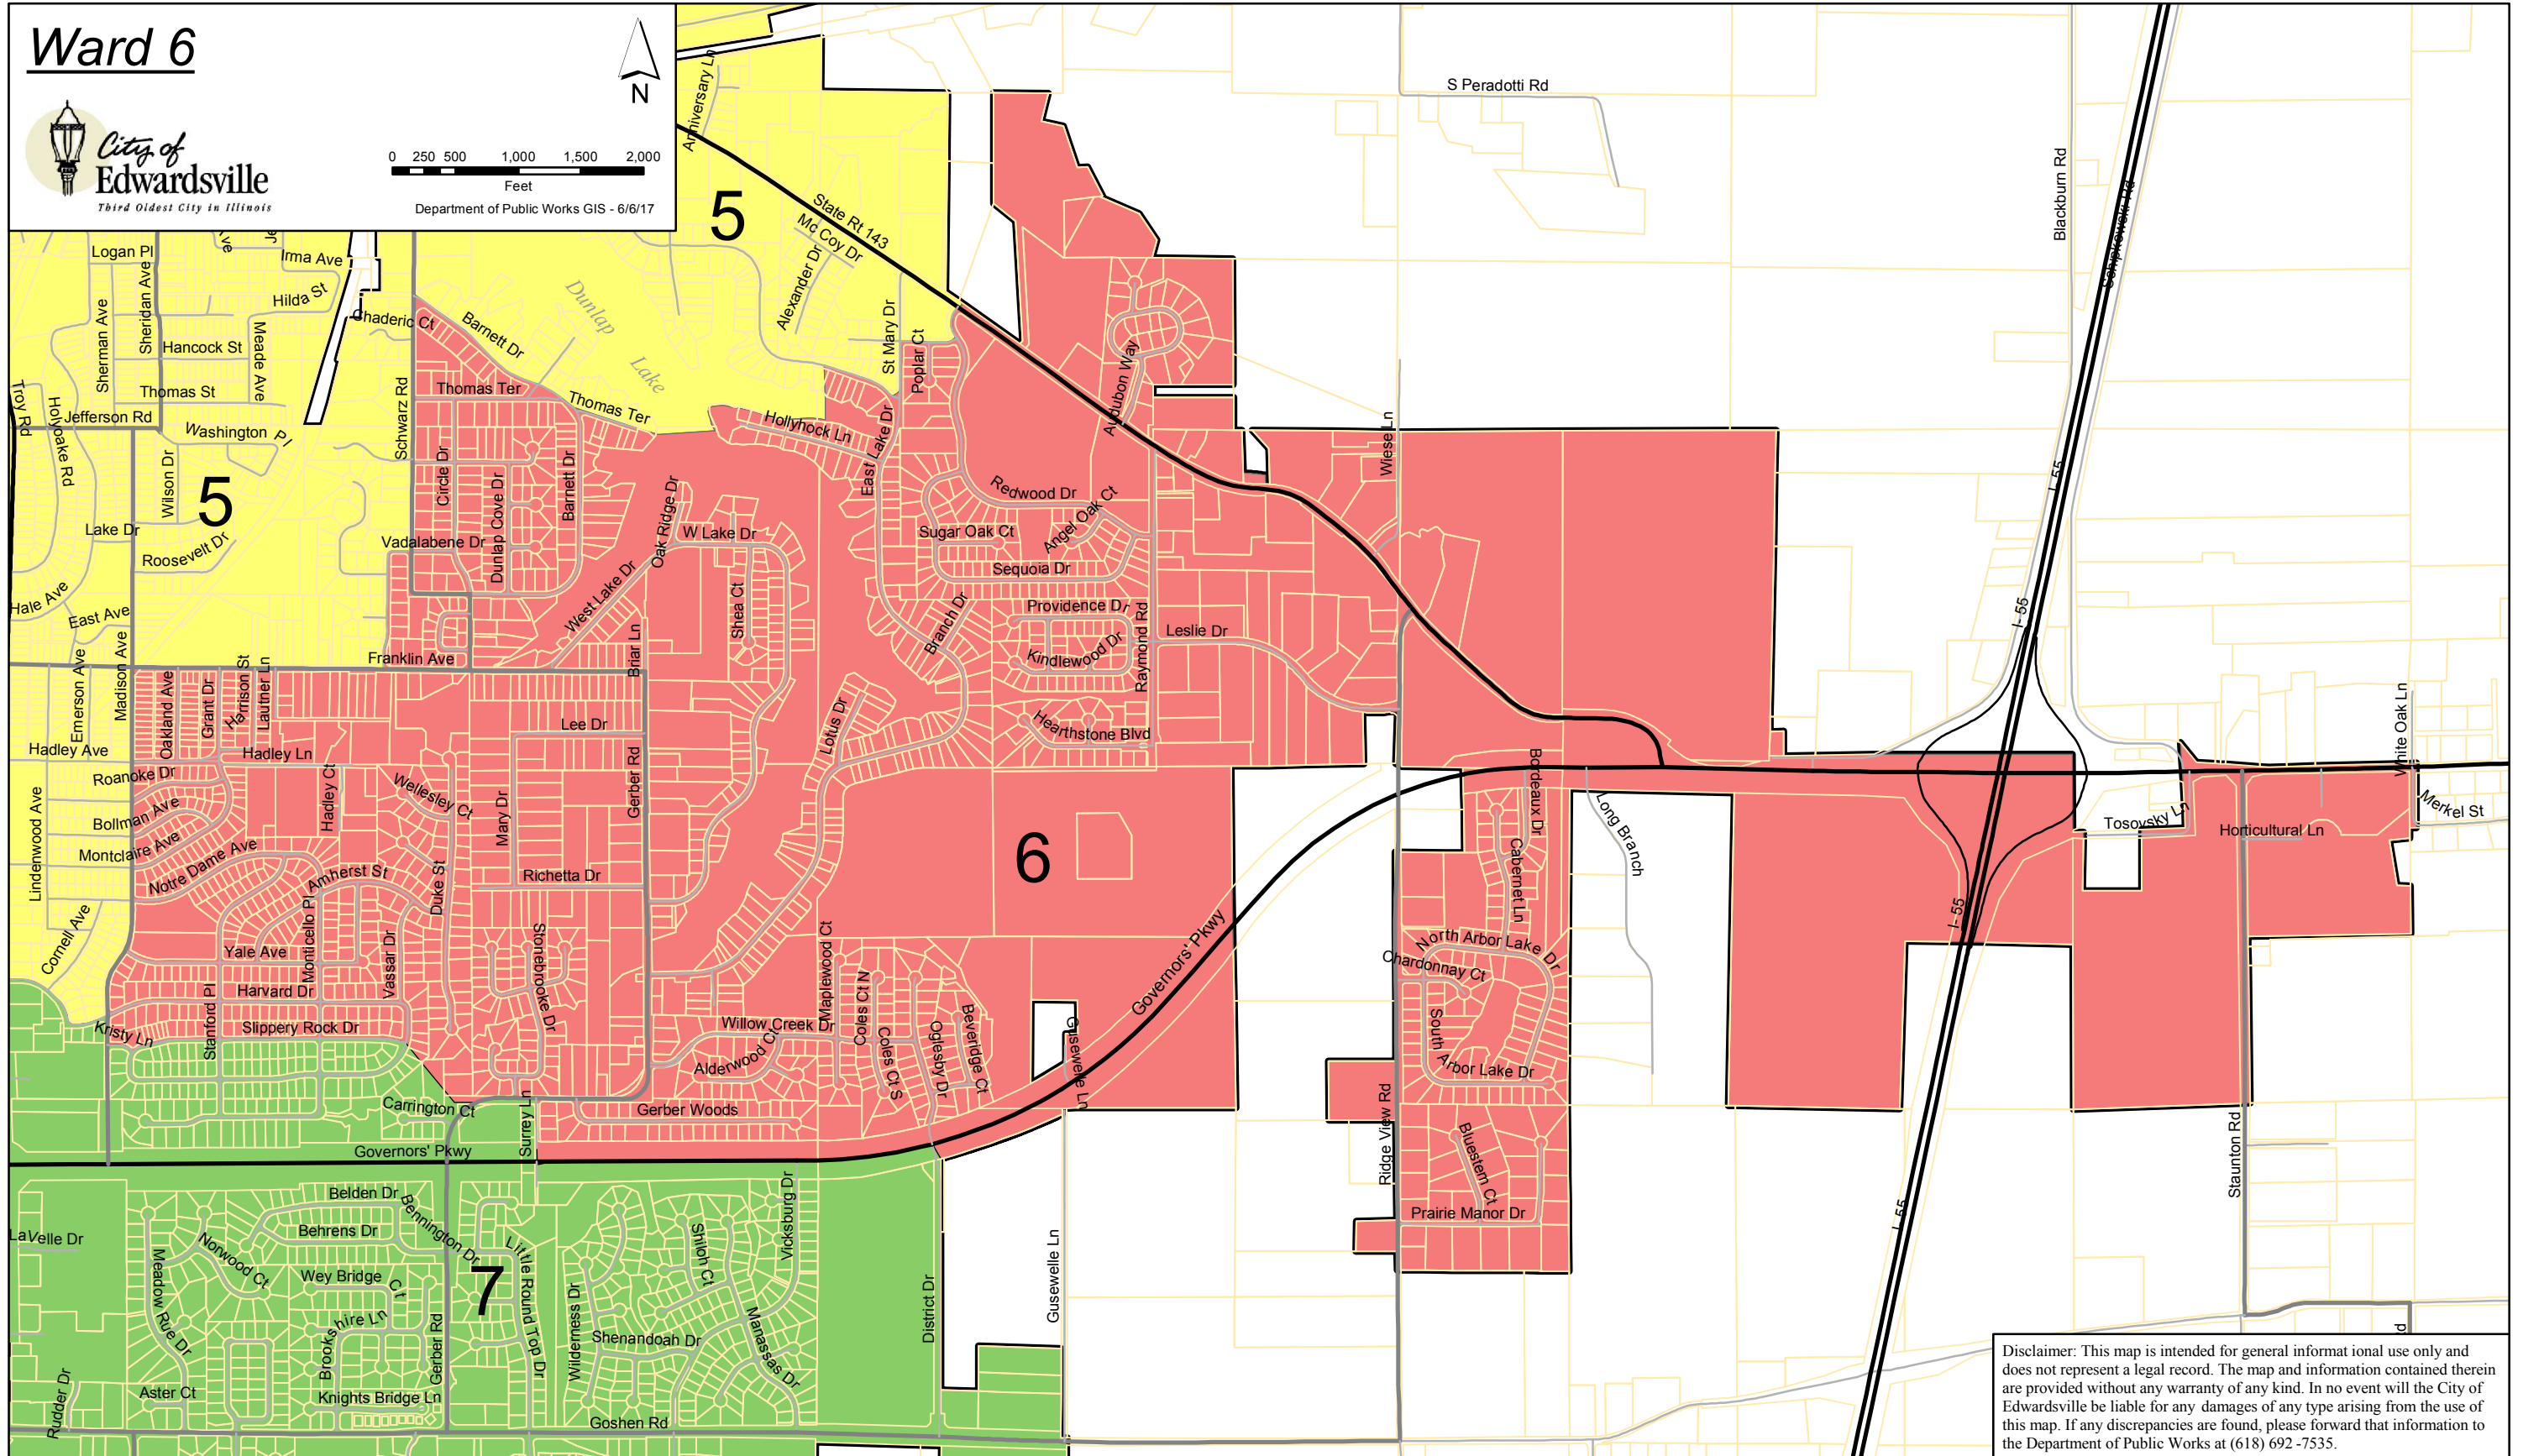 Ward 6
N
City of
Edwardsville
Third Oldest City in Illinois
0 250 500 1,000 1,500 2,000
Feet
Department of Public Works GIS - 6/6/17
Anniversary Ln
5
State Rt 143
Mc Coy Dr
Alexander Dr
S Peradotti Rd
Blackburn Rd
Logan Pl
Irma Ave
Hilda St
Sheridan Ave
Sherman Ave
Chaderic Ct
Barnett Dr
Dunlap
Lake
St Mary Dr
Poplar Ct
Hancock St
Meade Ave
Thomas St
Jefferson Rd
Troy Rd
Holyoake Rd
Washington Pl
Schwarz Rd
Thomas Ter
Thomas Ter
Hollyhock Ln
East Lake Dr
Audubon Way
Wiese Ln
Wilson Dr
5
Lake Dr
Roosevelt Dr
Circle Dr
Dunlap Cove Dr
Barnett Dr
Vadalabene Dr
Oak Ridge Dr
W Lake Dr
Redwood Dr
Angel Oak Ct
Sugar Oak Ct
Sequoia Dr
I- 55
I- 55
Hale Ave
East Ave
West Lake Dr
Shea Ct
Branch Dr
Providence Dr
Kindlewood Dr
Raymond Rd
Leslie Dr
Franklin Ave
Briar Ln
Madison Ave
Emerson Ave
Oakland Ave
Grant Dr
Harrison St
Lautner Ln
Lee Dr
Lotus Dr
Hearthstone Blvd
White Oak Ln
Hadley Ave
Hadley Ln
Roanoke Dr
Bollman Ave
Montclaire Ave
Lindenwood Ave
Hadley Ct
Wellesley Ct
Mary Dr
Gerber Rd
Bordeaux Dr
Long Branch
Cabernet Ln
Tosovsky Ln
Horticultural Ln
Merkel St
6
Notre Dame Ave
Amherst St
Duke St
Richetta Dr
Cornell Ave
Yale Ave
Monticello Pl
Vassar Dr
Stonebrooke Dr
Maplewood Ct
Governors' Pkwy
North Arbor Lake Dr
Chardonnay Ct
I- 55
Harvard Dr
Stanford Pl
Slippery Rock Dr
Kristy Ln
Willow Creek Dr
Alderwood Ct
Coles Ct N
Coles Ct S
Oglesby Dr
Beveridge Ct
Gusewelle Ln
South Arbor Lake Dr
Carrington Ct
Surrey Ln
Gerber Woods
Ridge View Rd
Bluestem Ct
Prairie Manor Dr
Staunton Rd
I- 55
Governors' Pkwy
Belden Dr
Behrens Dr
Bennington Dr
LaVelle Dr
Norwood Ct
Meadow Rue Dr
Wey Bridge Ct
7
Little Round Top Dr
Brookshire Ln
Gerber Rd
Wilderness Dr
Shiloh Ct
Vicksburg Dr
Shenandoah Dr
Manassas Dr
District Dr
Gusewelle Ln
Rudder Dr
Aster Ct
Knights Bridge Ln
Goshen Rd
Disclaimer: This map is intended for general informat ional use only and
does not represent a legal record. The map and information contained therein
are provided without any warranty of any kind. In no event will the City of
Edwardsville be liable for any damages of any type arising from the use of
this map. If any discrepancies are found, please forward that information to
the Department of Public Works at (618) 692 -7535.